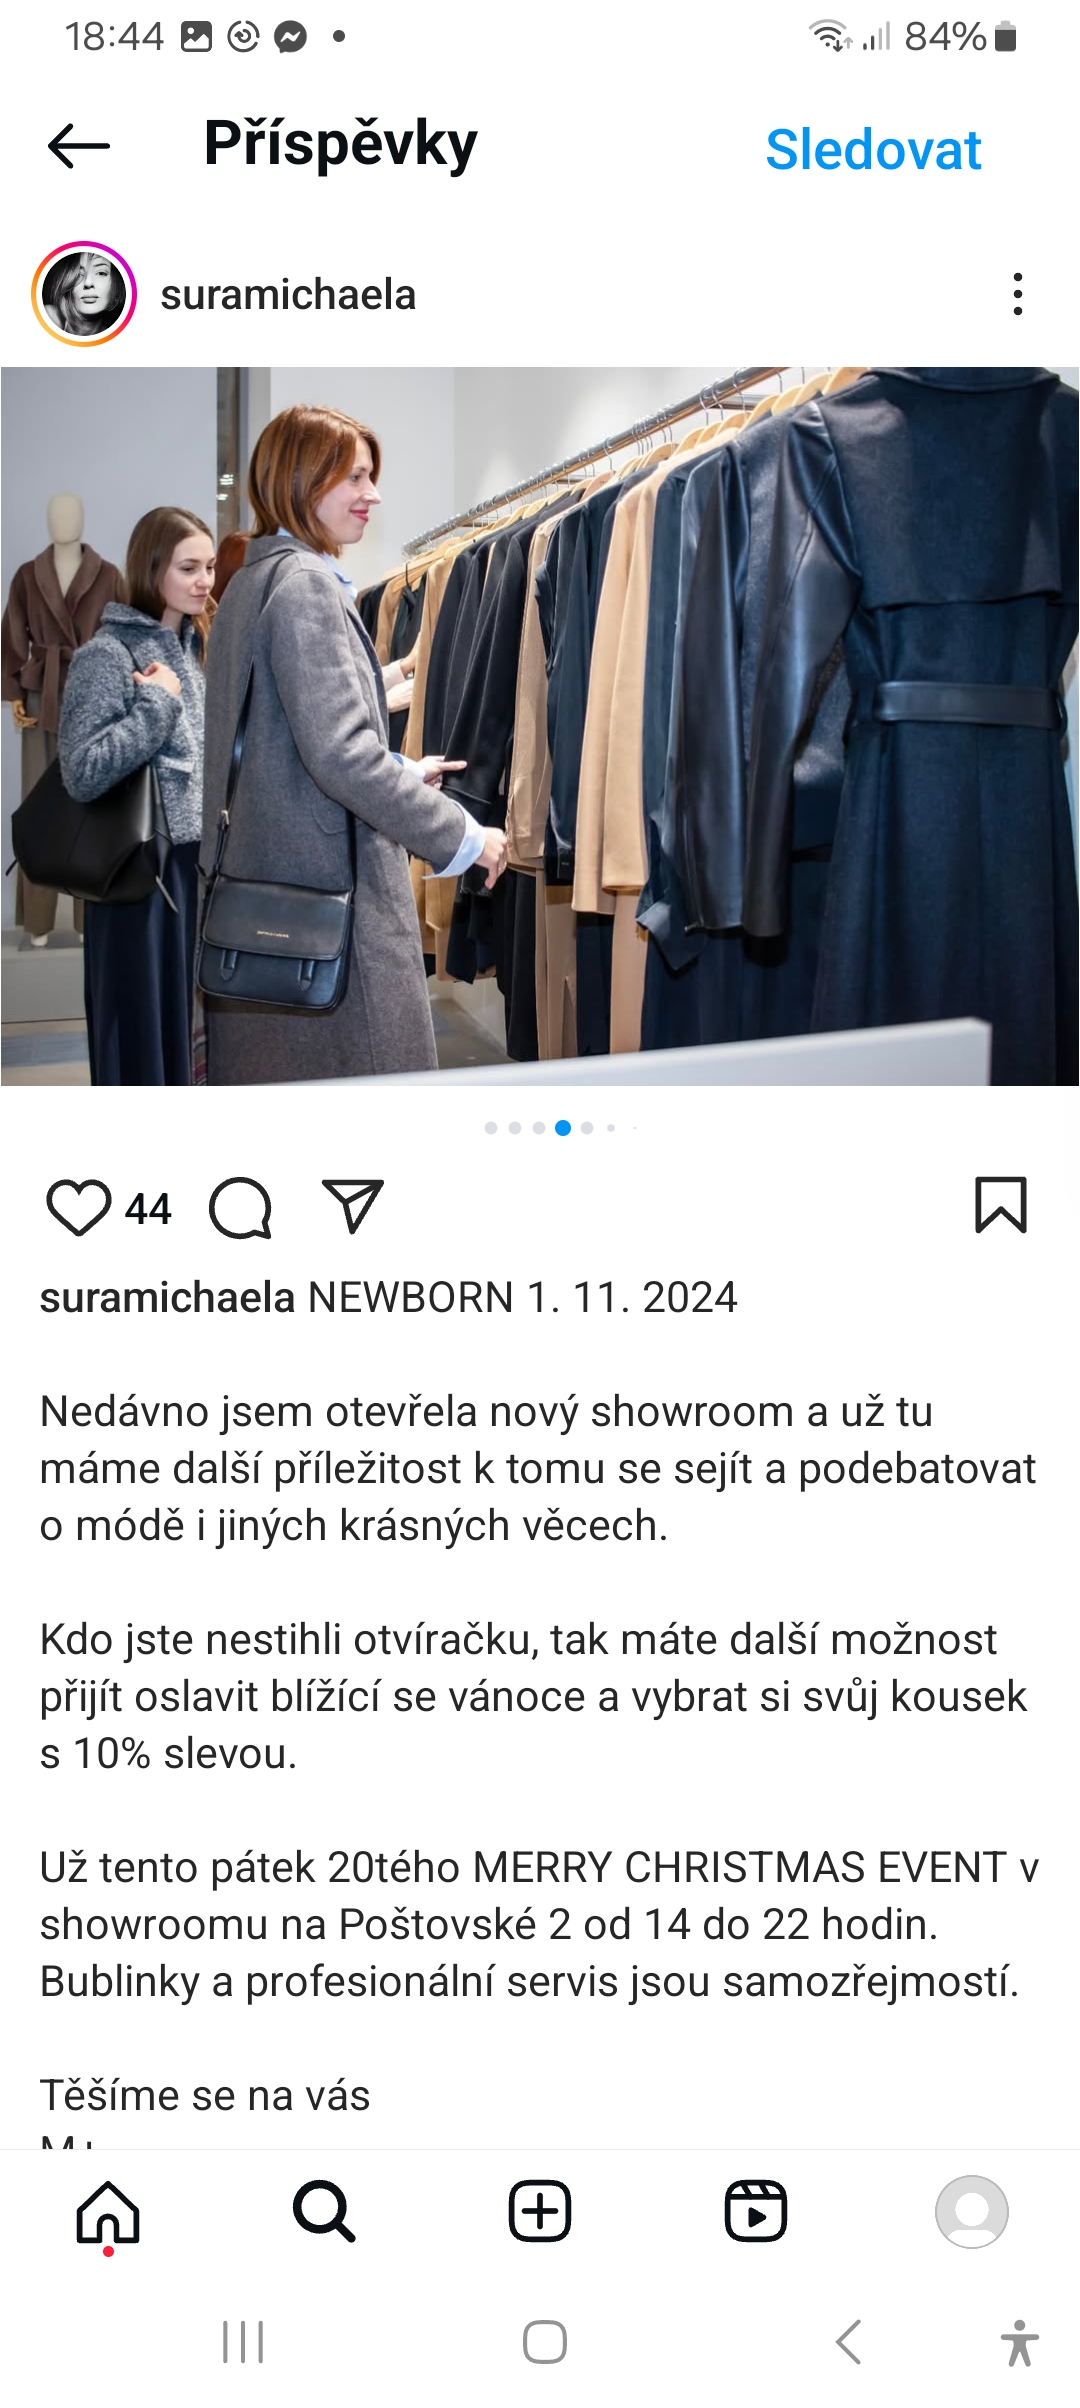 18:44
84%
Příspěvky
Sledovat
suramichaela
44
suramichaela NEWBORN 1. 11. 2024
Nedávno jsem otevřela nový showroom a už tu
máme další příležitost k tomu se sejít a podebatovat
o módě i jiných krásných věcech.
Kdo jste nestihli otvíračku, tak máte další možnost
přijít oslavit blížící se vánoce a vybrat si svůj kousek
s 10% slevou.
Už tento pátek 20tého MERRY CHRISTMAS EVENT v
showroomu na Poštovské 2 od 14 do 22 hodin.
Bublinky a profesionální servis jsou samozřejmostí.
Těšíme se na vás